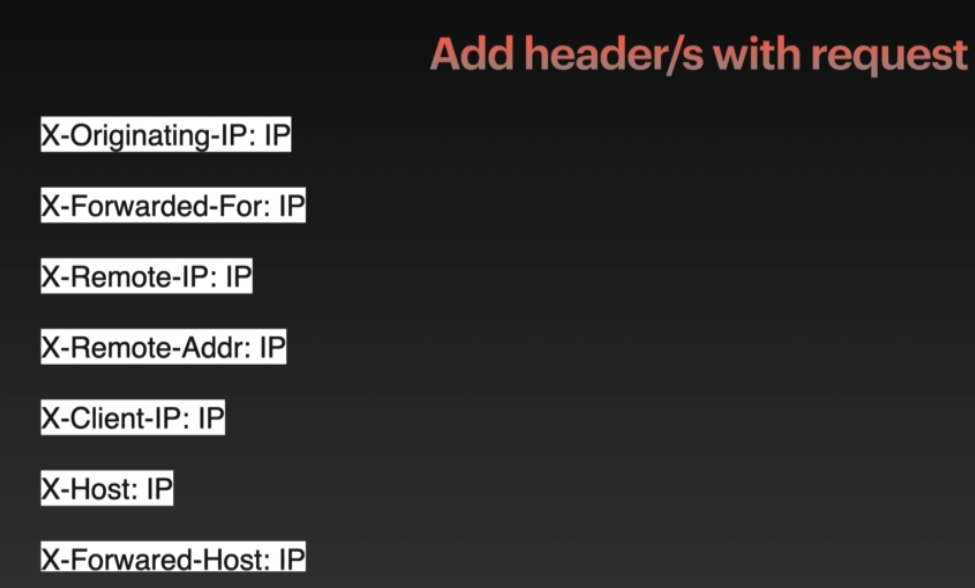 Add header/s with request
X-Originating-IP: IP
X-Forwarded-For: IP
X-Remote-IP: IP
X-Remote-Addr: IP
X-Client-IP: IP
X-Host: IP
X-Forwared-Host: IP